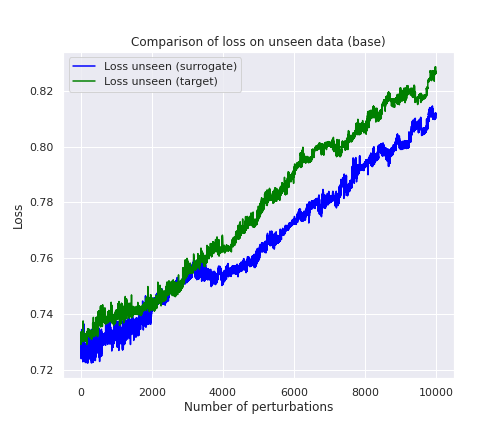 Comparison of loss on unseen data (base)
Loss unseen (surrogate)
Loss unseen (target)
0.82
0.80
0.78
0.76
0.74
0.72
Loss
0
2000
4000
6000
8000
10000
Number of perturbations